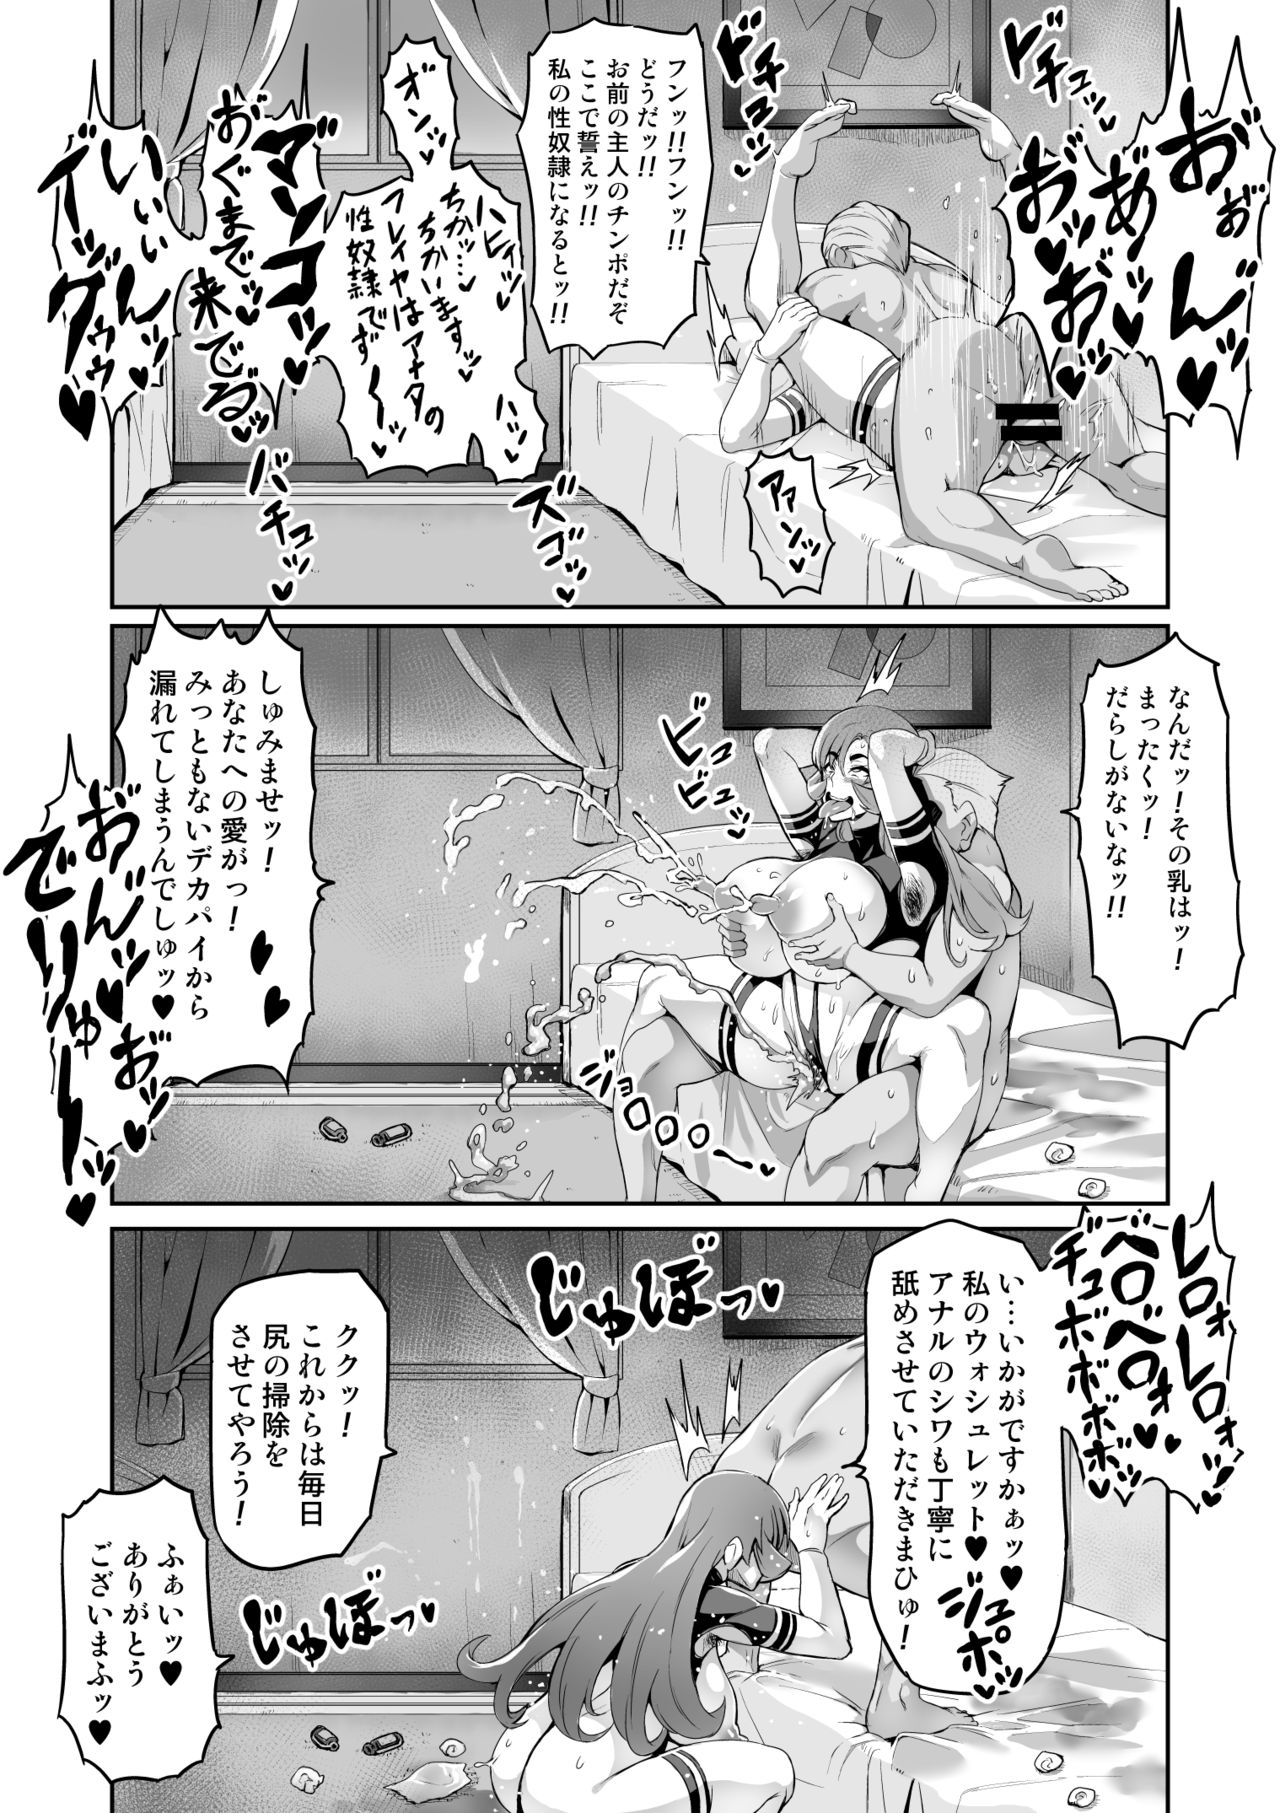 おおぉんッ
あめっ
おおぉ
ドチュッ
ドチュッ
フンッ!!フンッ!!
どうだッ!!
お前の主人のチンポだぞ
ここで誓えッ!!
私の性奴隷になるとッ!!
ハヒィッ
ちかッ…
ちかいます
フレイヤはアナタの
性奴隷でず〜
ハッ
オンッ
マンコッ
おぐまで来でるッ
いいぃんッ
イッグゥゥ
アァンッ
ズゴッ
バチュッ
なんだッ!その乳はッ!
まったくッ!
だらしがないなッ!!
ビュ
ビュッ
しゅみませッ!
あなたへの愛がっ!
みっともないデカパイから
漏れてしまうんでしゅッ♥
おんッおッ
でりゅーッ
ジョロロロ〜
レロォレロォ
ベロベロォ
ヂュボボボボッ
い…いかがですかぁッ♥
私のウォシュレット♥
アナルのシワも丁寧に
舐めさせていただきまひゅ!
ジュポッ
じゅぼっ
ククッ!
これからは毎日
尻の掃除を
させてやろう!
じゅぼっ
ふぁいッ♥
ありがとう
ございまふッ♥